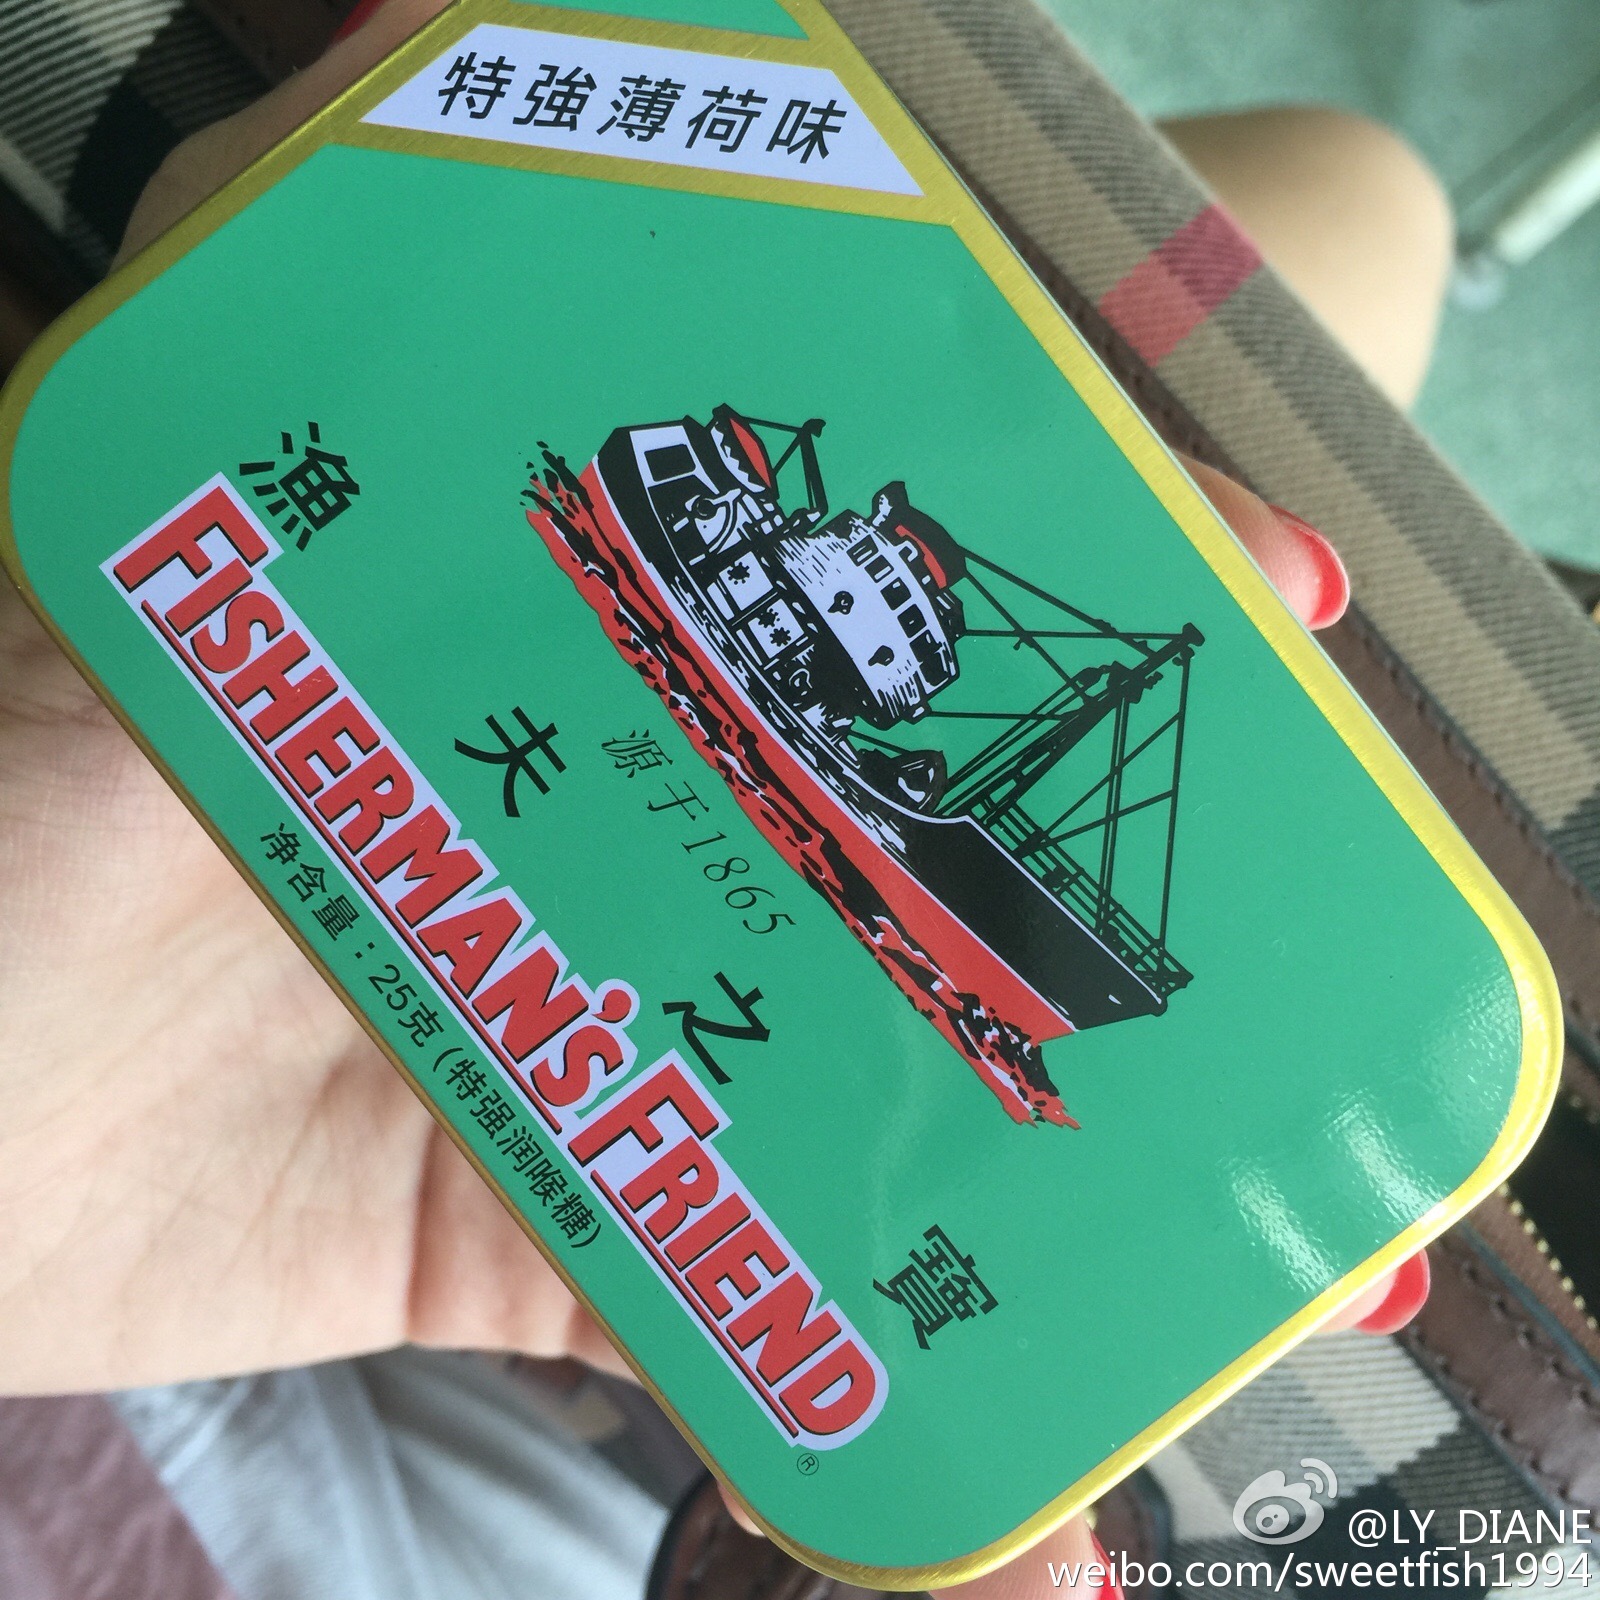 特強薄荷味
源于1865
漁夫之寶
FISHERMAN'S FRIEND®
净含量：25克(特强润喉糖)
@LY_DIANE
weibo.com/sweetfish1994